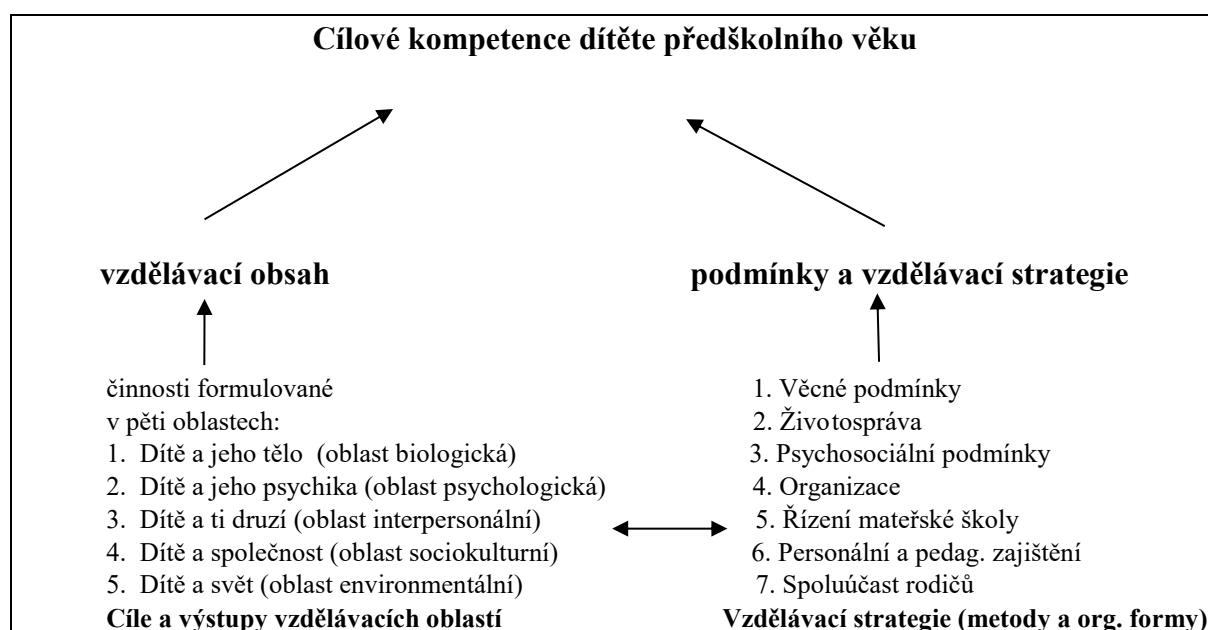 Cílové kompetence dítěte předškolního věku
vzdělávací obsah
podmínky a vzdělávací strategie
činnosti formulované
v pěti oblastech:
1. Dítě a jeho tělo (oblast biologická)
2. Dítě a jeho psychika (oblast psychologická)
3. Dítě a ti druzí (oblast interpersonální)
4. Dítě a společnost (oblast sociokulturní)
5. Dítě a svět (oblast environmentální)
Cíle a výstupy vzdělávacích oblastí
1. Věcné podmínky
2. Životospráva
3. Psychosociální podmínky
4. Organizace
5. Řízení mateřské školy
6. Personální a pedag. zajištění
7. Spoluúčast rodičů
Vzdělávací strategie (metody a org. formy)